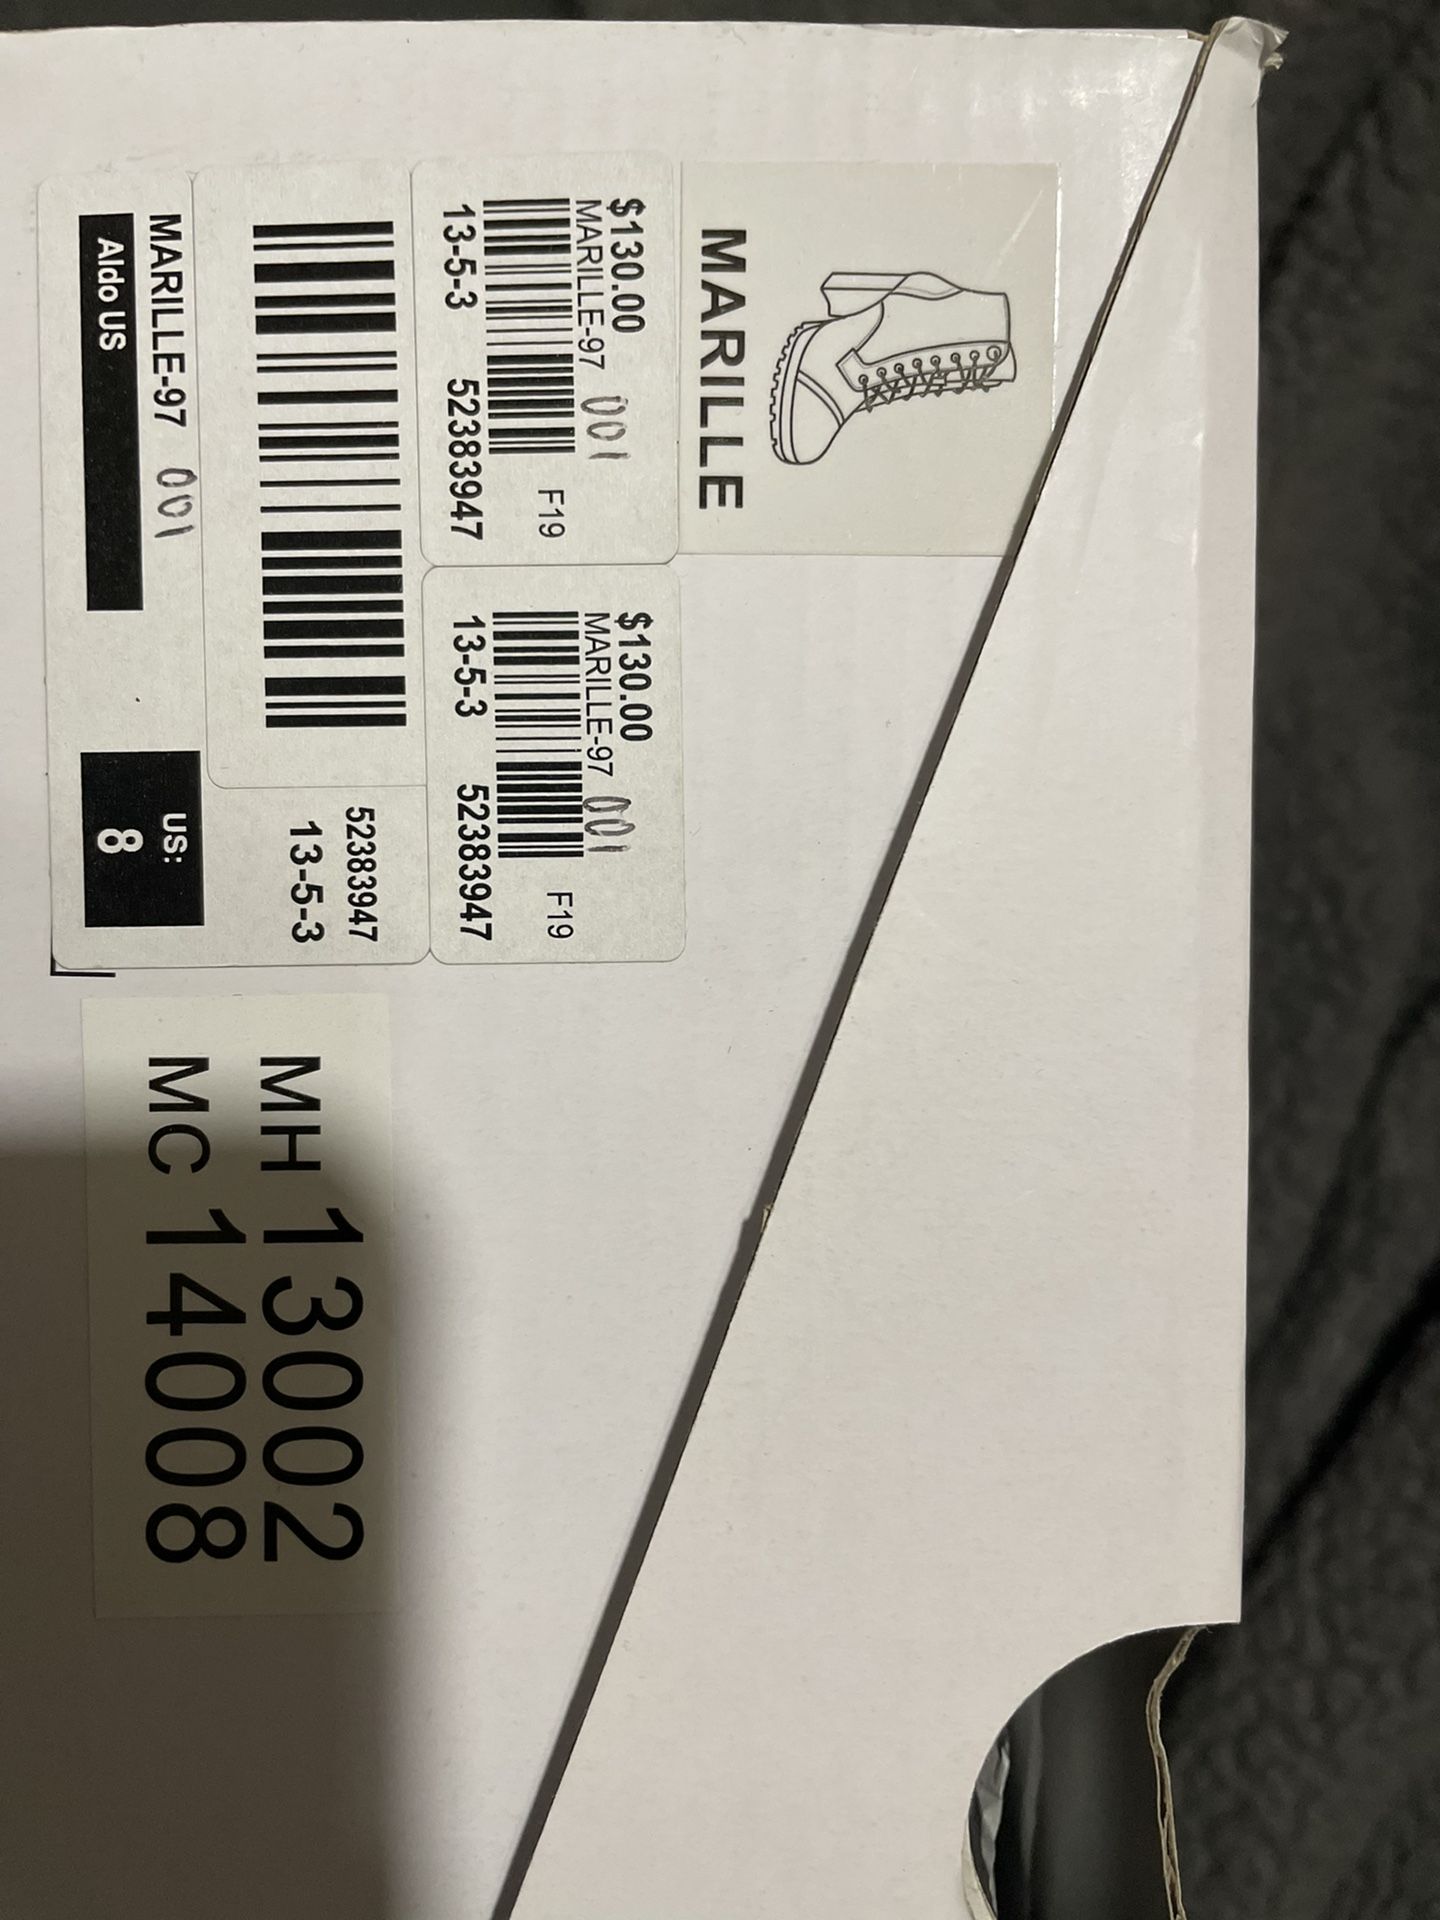 MARILLE
$130.00
MARILLE-97 001
F19
13-5-3 52383947
$130.00
MARILLE-97 001
F19
13-5-3 52383947
52383947
13-5-3
MARILLE-97 001
Aldo US
US:
8
MH 13002
MC 14008